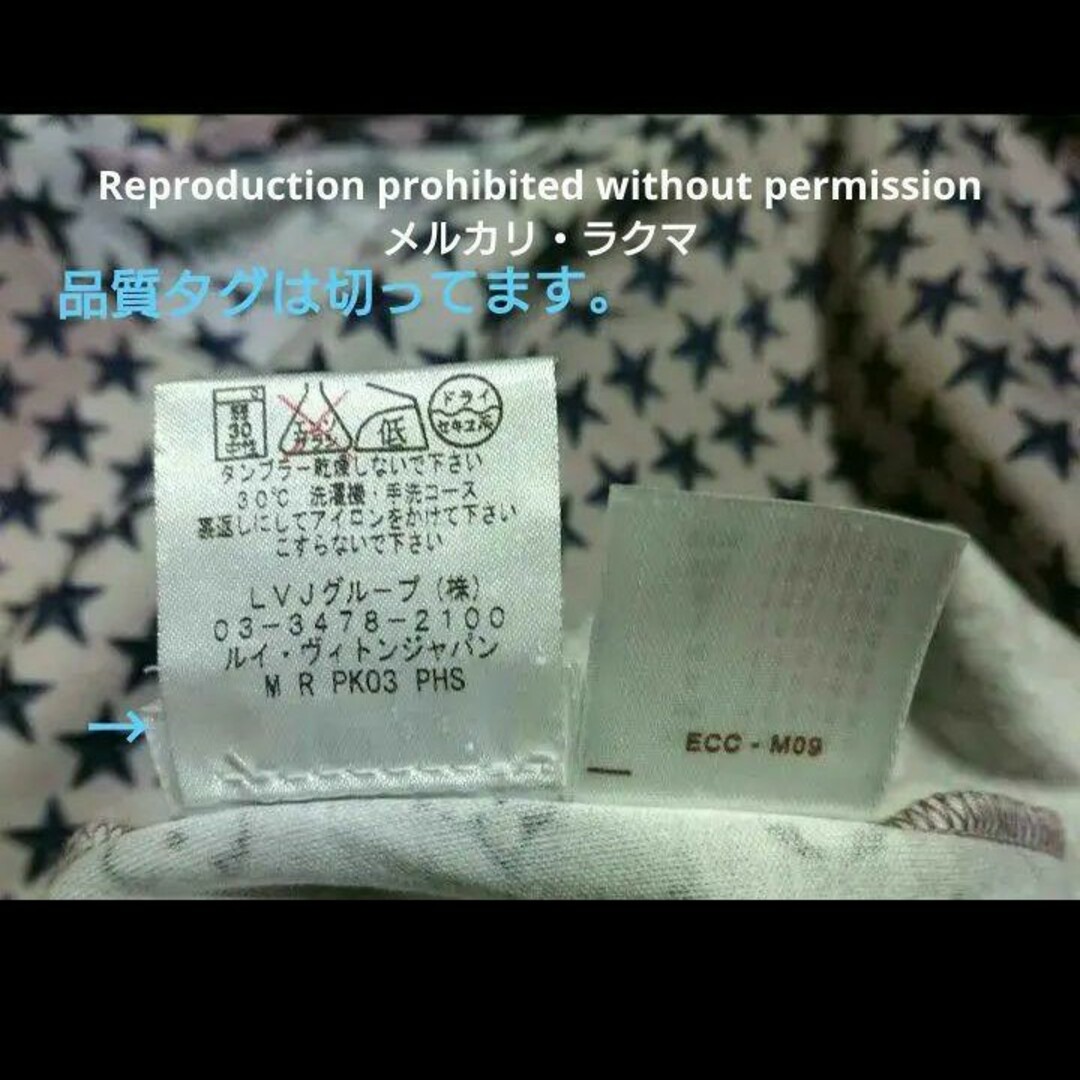 Reproduction prohibited without permission
メルカリ・ラクマ
品質タグは切ってます。
低
ドライ
セキユ系
30
タンブラー乾燥しないで下さい
30℃ 洗濯機・手洗コース
裏返しにしてアイロンをかけて下さい
こすらないで下さい
LVJグループ(株)
03-3478-2100
ルイ・ヴィトンジャパン
M R PK03 PHS
→
ECC - M09